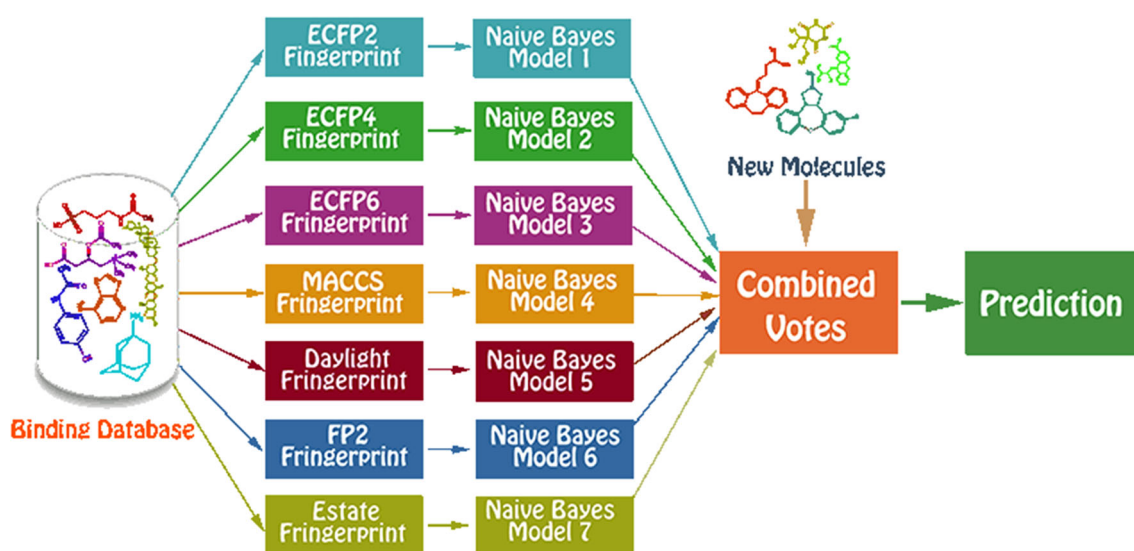 ECFP2
Fingerprint
Naive Bayes
Model 1
ECFP4
Fingerprint
Naive Bayes
Model 2
ECFP6
Fringerprint
Naive Bayes
Model 3
MACCS
Fringerprint
Naive Bayes
Model 4
Daylight
Fringerprint
Naive Bayes
Model 5
FP2
Fringerprint
Naive Bayes
Model 6
Estate
Fringerprint
Naive Bayes
Model 7
Binding Database
New Molecules
Combined
Votes
Prediction